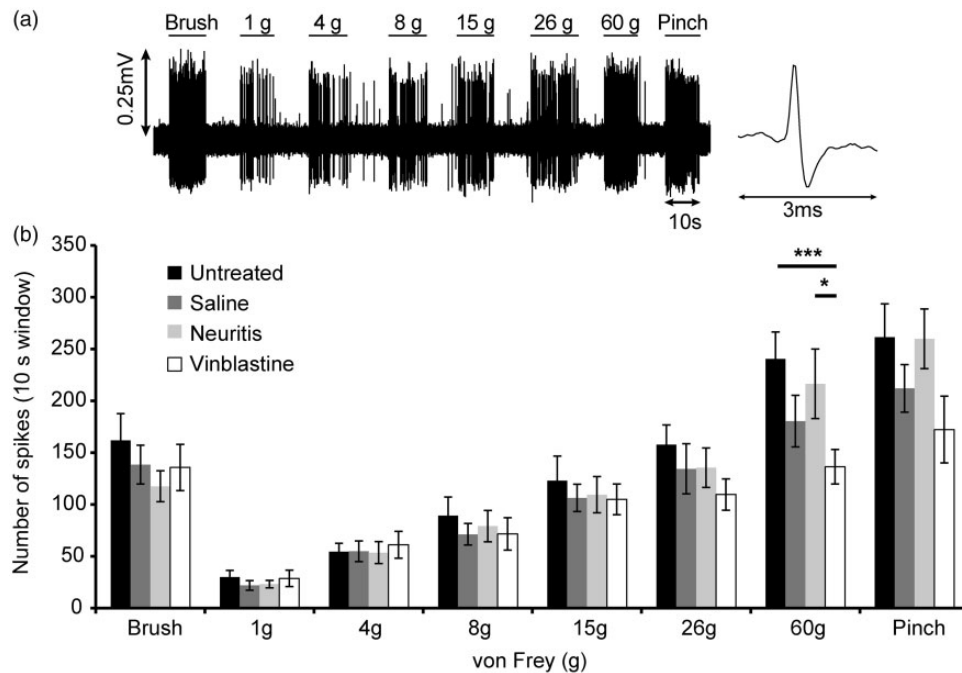 (a)
Brush 1 g 4 g 8 g 15 g 26 g 60 g Pinch
0.25mV
10s
3ms
(b)
350
300
250
200
150
100
50
0
Number of spikes (10 s window)
Untreated
Saline
Neuritis
Vinblastine
***
*
Brush 1g 4g 8g 15g 26g 60g Pinch
von Frey (g)